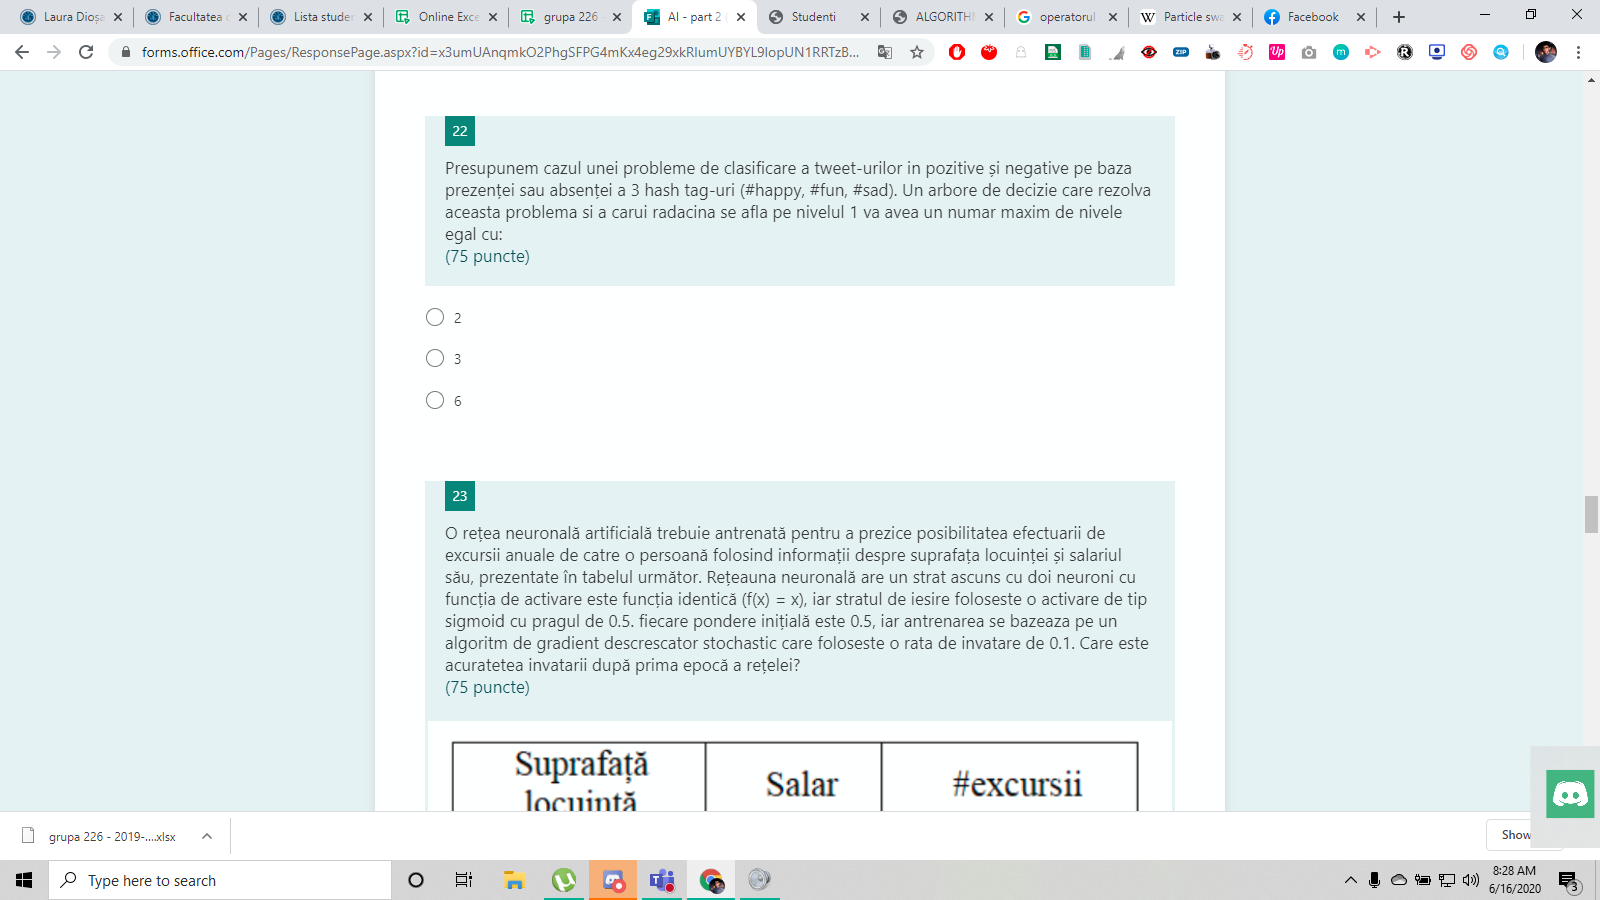 Laura Dioșa
Facultatea d
Lista studen
Online Exce
grupa 226 -
AI - part 2 (
Studenti
ALGORITHM
operatorul
Particle swa
Facebook
forms.office.com/Pages/ResponsePage.aspx?id=x3umUAnqmkO2PhgSFPG4mKx4eg29xkRIumUYBYL9IopUN1RRTzB...
22
Presupunem cazul unei probleme de clasificare a tweet-urilor in pozitive și negative pe baza
prezenței sau absenței a 3 hash tag-uri (#happy, #fun, #sad). Un arbore de decizie care rezolva
aceasta problema si a carui radacina se afla pe nivelul 1 va avea un numar maxim de nivele
egal cu:
(75 puncte)
2
3
6
23
O rețea neuronală artificială trebuie antrenată pentru a prezice posibilitatea efectuarii de
excursii anuale de catre o persoană folosind informații despre suprafața locuinței și salariul
său, prezentate în tabelul următor. Rețeauna neuronală are un strat ascuns cu doi neuroni cu
funcția de activare este funcția identică (f(x) = x), iar stratul de iesire foloseste o activare de tip
sigmoid cu pragul de 0.5. fiecare pondere inițială este 0.5, iar antrenarea se bazeaza pe un
algoritm de gradient descrescator stochastic care foloseste o rata de invatare de 0.1. Care este
acuratetea invatarii după prima epocă a rețelei?
(75 puncte)
Suprafață
locuință
Salar
#excursii
grupa 226 - 2019-....xlsx
Show
Type here to search
8:28 AM
6/16/2020
3